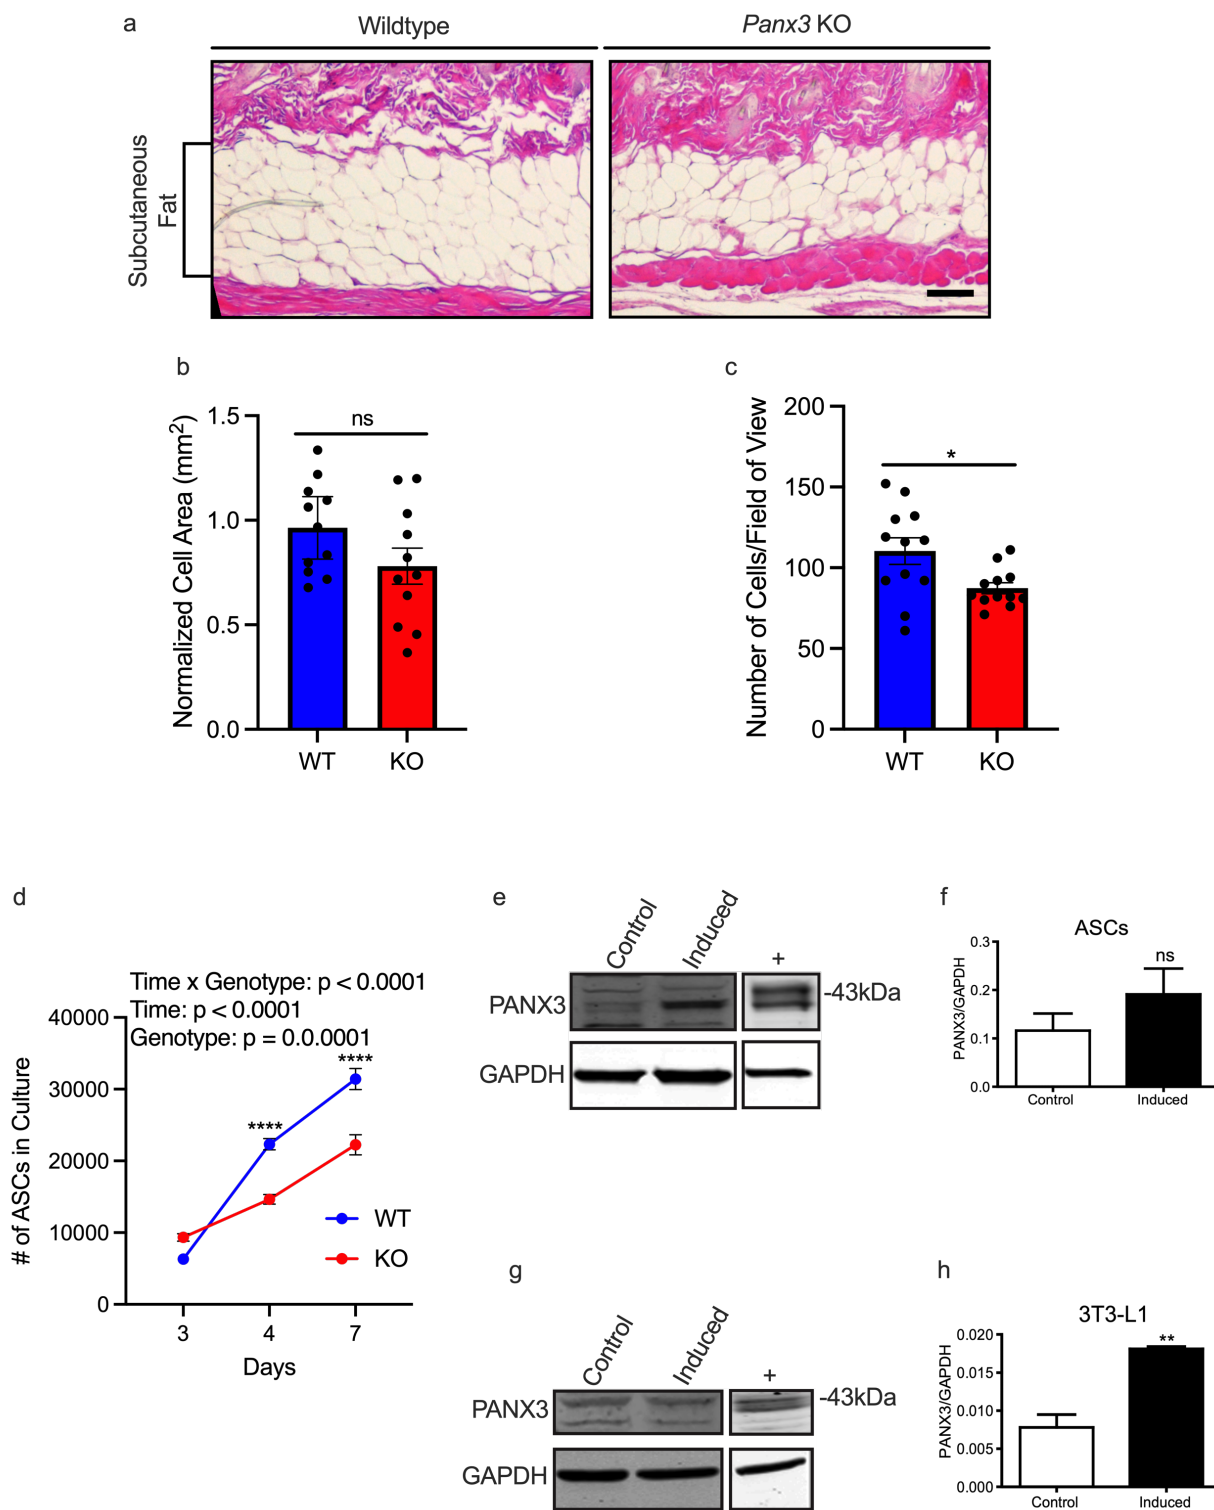 a
Wildtype
Panx3 KO
Subcutaneous
Fat
b
Normalized Cell Area (mm²)
1.5
1.0
0.5
0.0
ns
WT
KO
c
Number of Cells/Field of View
200
150
100
50
0
*
WT
KO
d
Time x Genotype: p < 0.0001
Time: p < 0.0001
Genotype: p = 0.0.0001
# of ASCs in Culture
40000
30000
20000
10000
0
****
****
WT
KO
3
4
7
Days
e
Control
Induced
+
PANX3
-43kDa
GAPDH
f
ASCs
PANX3/GAPDH
0.3
0.2
0.1
0.0
ns
Control
Induced
g
Control
Induced
+
PANX3
-43kDa
GAPDH
h
3T3-L1
PANX3/GAPDH
0.020
0.015
0.010
0.005
0.000
**
Control
Induced